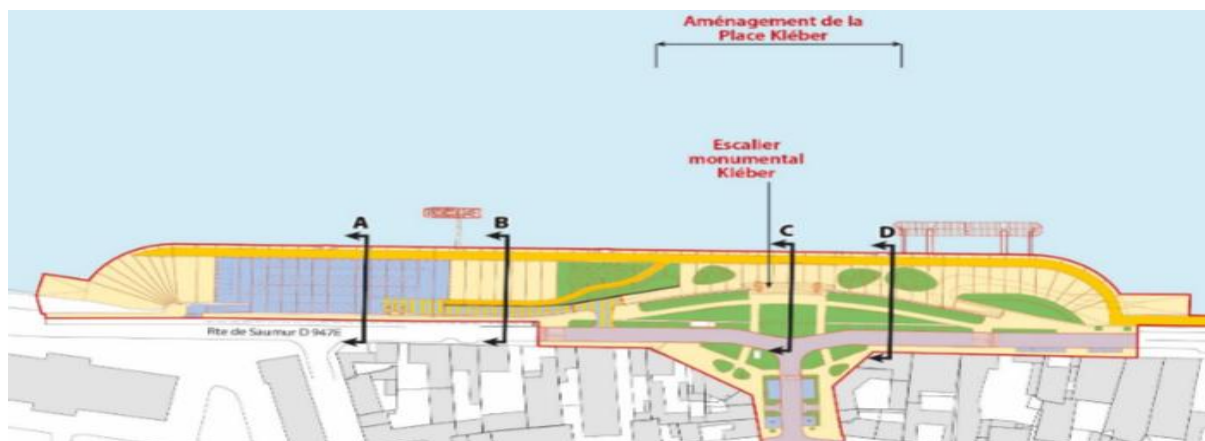 Aménagement de la
Place Kléber
Escalier
monumental
Kléber
A
B
C
D
Rte de Saumur D 947E